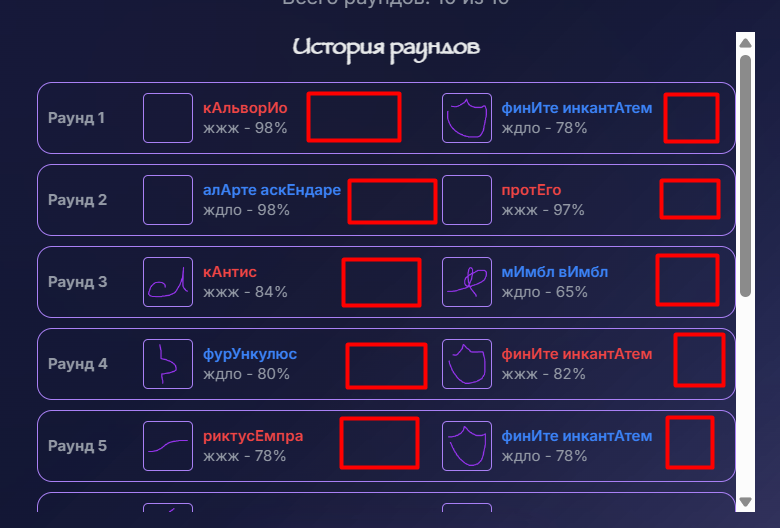 Всего раундов: 10 из 10
История раундов
Раунд 1
кАльворИо
жжж - 98%
финИте инкантАтем
ждло - 78%
Раунд 2
алАрте аскЕндаре
ждло - 98%
протЕго
жжж - 97%
Раунд 3
кАнтис
жжж - 84%
мИмбл вИмбл
ждло - 65%
Раунд 4
фурУнкулюс
ждло - 80%
финИте инкантАтем
жжж - 82%
Раунд 5
риктусЕмпра
жжж - 78%
финИте инкантАтем
ждло - 78%